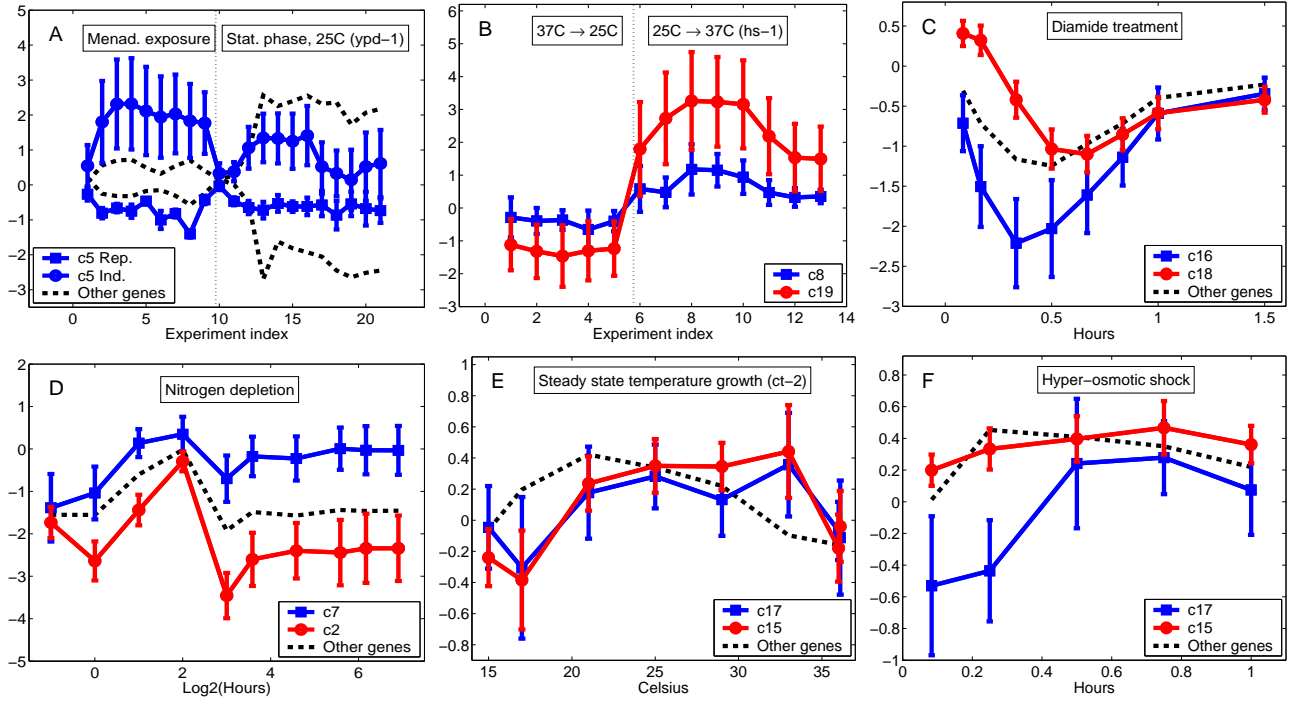 A
Menad. exposure
Stat. phase, 25C (ypd−1)
4
3
2
1
0
−1
−2
−3
c5 Rep.
c5 Ind.
Other genes
0 5 10 15 20
Experiment index
B
37C → 25C
25C → 37C (hs−1)
6
5
4
3
2
1
0
−1
−2
−3
c8
c19
0 2 4 6 8 10 12 14
Experiment index
C
Diamide treatment
0.5
0
−0.5
−1
−1.5
−2
−2.5
−3
c16
c18
Other genes
0 0.5 1 1.5
Hours
D
Nitrogen depletion
2
1
0
−1
−2
−3
−4
−5
c7
c2
Other genes
0 2 4 6
Log2(Hours)
E
Steady state temperature growth (ct−2)
1
0.8
0.6
0.4
0.2
0
−0.2
−0.4
−0.6
−0.8
c17
c15
Other genes
15 20 25 30 35
Celsius
F
Hyper−osmotic shock
0.8
0.6
0.4
0.2
0
−0.2
−0.4
−0.6
−0.8
−1
c17
c15
Other genes
0 0.2 0.4 0.6 0.8 1
Hours